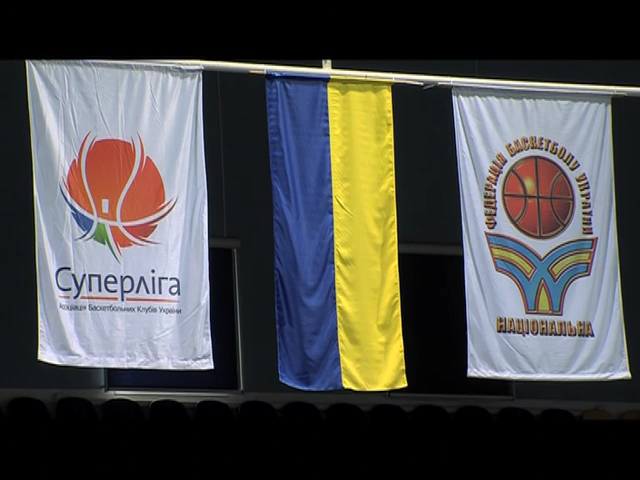 Суперліга
Асоціація Баскетбольних Клубів України
ФЕДЕРАЦІЯ БАСКЕТБОЛУ УКРАЇНИ
НАЦІОНАЛЬНА